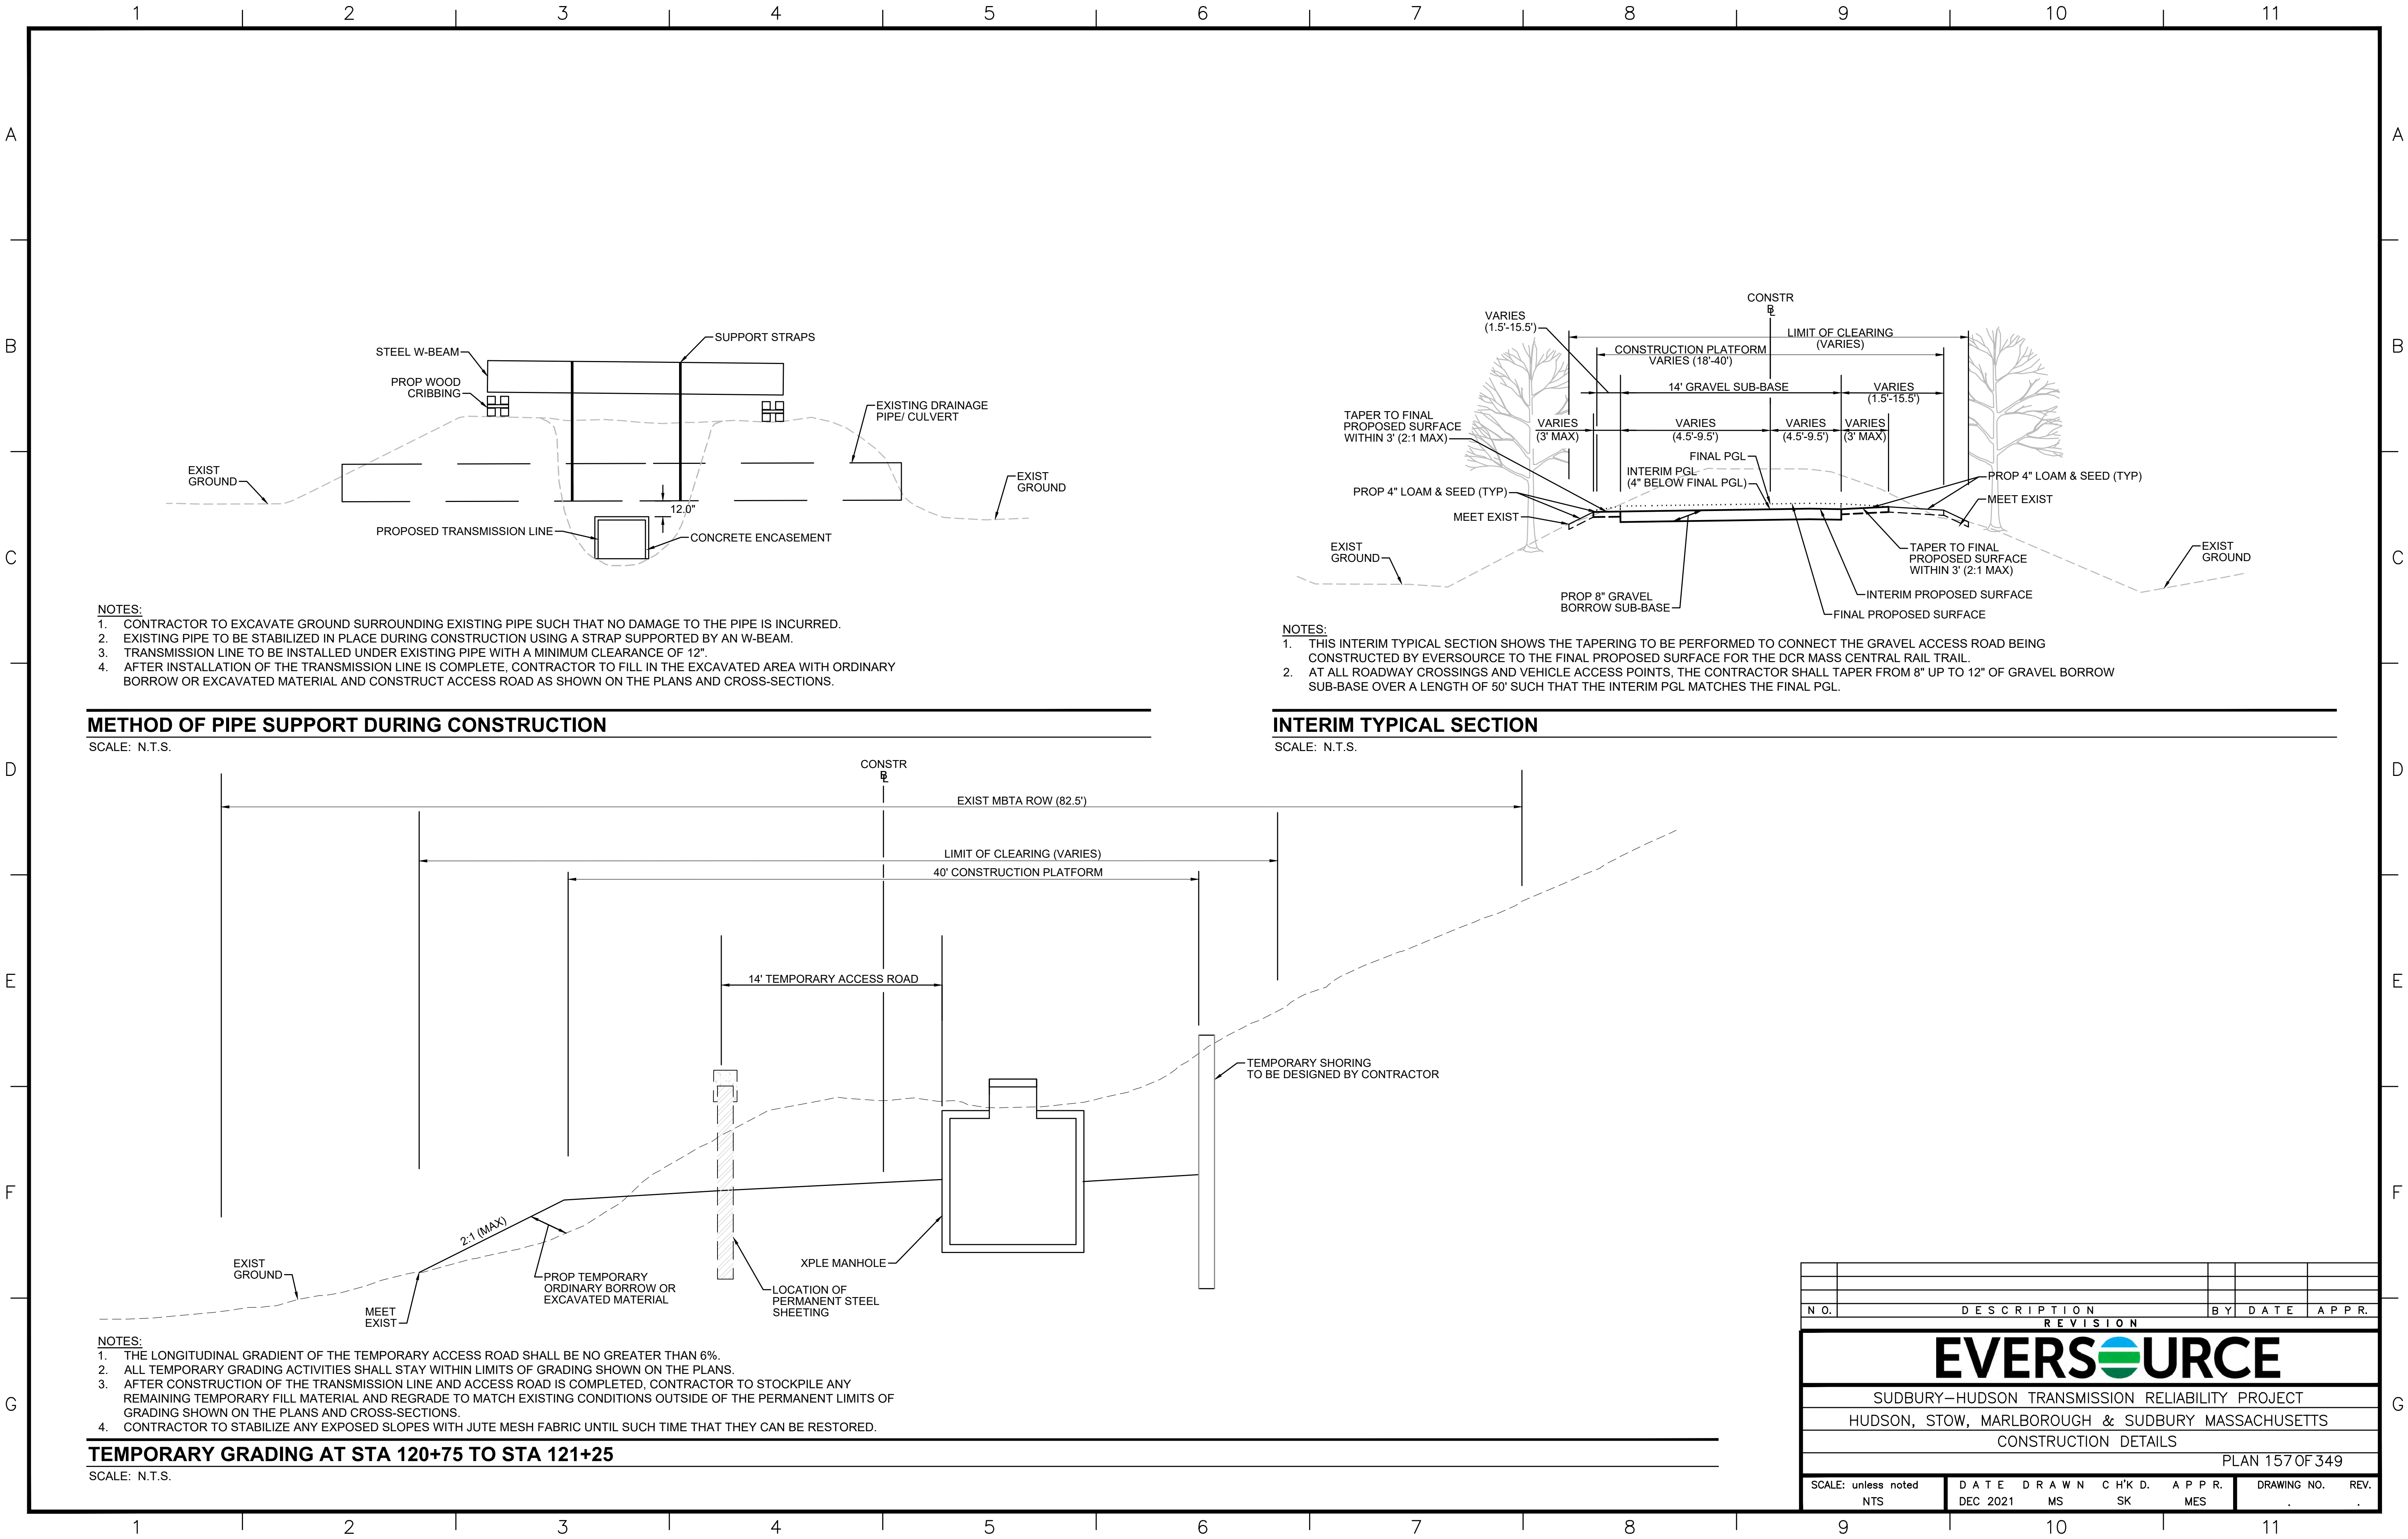 1 2 3 4 5 6 7 8 9 10 11
A A
B B
C C
D D
E E
F F
G G
STEEL W-BEAM
SUPPORT STRAPS
PROP WOOD
CRIBBING
EXISTING DRAINAGE
PIPE/ CULVERT
EXIST
GROUND
EXIST
GROUND
12.0"
PROPOSED TRANSMISSION LINE
CONCRETE ENCASEMENT
NOTES:
1. CONTRACTOR TO EXCAVATE GROUND SURROUNDING EXISTING PIPE SUCH THAT NO DAMAGE TO THE PIPE IS INCURRED.
2. EXISTING PIPE TO BE STABILIZED IN PLACE DURING CONSTRUCTION USING A STRAP SUPPORTED BY AN W-BEAM.
3. TRANSMISSION LINE TO BE INSTALLED UNDER EXISTING PIPE WITH A MINIMUM CLEARANCE OF 12".
4. AFTER INSTALLATION OF THE TRANSMISSION LINE IS COMPLETE, CONTRACTOR TO FILL IN THE EXCAVATED AREA WITH ORDINARY
BORROW OR EXCAVATED MATERIAL AND CONSTRUCT ACCESS ROAD AS SHOWN ON THE PLANS AND CROSS-SECTIONS.
METHOD OF PIPE SUPPORT DURING CONSTRUCTION
SCALE: N.T.S.
CONSTR
BL
VARIES
(1.5'-15.5')
LIMIT OF CLEARING
(VARIES)
CONSTRUCTION PLATFORM
VARIES (18'-40')
14' GRAVEL SUB-BASE
VARIES
(1.5'-15.5')
TAPER TO FINAL
PROPOSED SURFACE
WITHIN 3' (2:1 MAX)
VARIES
(3' MAX)
VARIES
(4.5'-9.5')
VARIES
(4.5'-9.5')
VARIES
(3' MAX)
FINAL PGL
INTERIM PGL
(4" BELOW FINAL PGL)
PROP 4" LOAM & SEED (TYP)
PROP 4" LOAM & SEED (TYP)
MEET EXIST
MEET EXIST
EXIST
GROUND
TAPER TO FINAL
PROPOSED SURFACE
WITHIN 3' (2:1 MAX)
EXIST
GROUND
PROP 8" GRAVEL
BORROW SUB-BASE
INTERIM PROPOSED SURFACE
FINAL PROPOSED SURFACE
NOTES:
1. THIS INTERIM TYPICAL SECTION SHOWS THE TAPERING TO BE PERFORMED TO CONNECT THE GRAVEL ACCESS ROAD BEING
CONSTRUCTED BY EVERSOURCE TO THE FINAL PROPOSED SURFACE FOR THE DCR MASS CENTRAL RAIL TRAIL.
2. AT ALL ROADWAY CROSSINGS AND VEHICLE ACCESS POINTS, THE CONTRACTOR SHALL TAPER FROM 8" UP TO 12" OF GRAVEL BORROW
SUB-BASE OVER A LENGTH OF 50' SUCH THAT THE INTERIM PGL MATCHES THE FINAL PGL.
INTERIM TYPICAL SECTION
SCALE: N.T.S.
CONSTR
BL
EXIST MBTA ROW (82.5')
LIMIT OF CLEARING (VARIES)
40' CONSTRUCTION PLATFORM
14' TEMPORARY ACCESS ROAD
TEMPORARY SHORING
TO BE DESIGNED BY CONTRACTOR
2:1 (MAX)
EXIST
GROUND
MEET
EXIST
PROP TEMPORARY
ORDINARY BORROW OR
EXCAVATED MATERIAL
XPLE MANHOLE
LOCATION OF
PERMANENT STEEL
SHEETING
NOTES:
1. THE LONGITUDINAL GRADIENT OF THE TEMPORARY ACCESS ROAD SHALL BE NO GREATER THAN 6%.
2. ALL TEMPORARY GRADING ACTIVITIES SHALL STAY WITHIN LIMITS OF GRADING SHOWN ON THE PLANS.
3. AFTER CONSTRUCTION OF THE TRANSMISSION LINE AND ACCESS ROAD IS COMPLETED, CONTRACTOR TO STOCKPILE ANY
REMAINING TEMPORARY FILL MATERIAL AND REGRADE TO MATCH EXISTING CONDITIONS OUTSIDE OF THE PERMANENT LIMITS OF
GRADING SHOWN ON THE PLANS AND CROSS-SECTIONS.
4. CONTRACTOR TO STABILIZE ANY EXPOSED SLOPES WITH JUTE MESH FABRIC UNTIL SUCH TIME THAT THEY CAN BE RESTORED.
TEMPORARY GRADING AT STA 120+75 TO STA 121+25
SCALE: N.T.S.
NO. DESCRIPTION BY DATE APPR.
REVISION
EVERSOURCE
SUDBURY-HUDSON TRANSMISSION RELIABILITY PROJECT
HUDSON, STOW, MARLBOROUGH & SUDBURY MASSACHUSETTS
CONSTRUCTION DETAILS
PLAN 157 OF 349
SCALE: unless noted DATE DRAWN CH'KD. APPR. DRAWING NO. REV.
NTS DEC 2021 MS SK MES . .
1 2 3 4 5 6 7 8 9 10 11